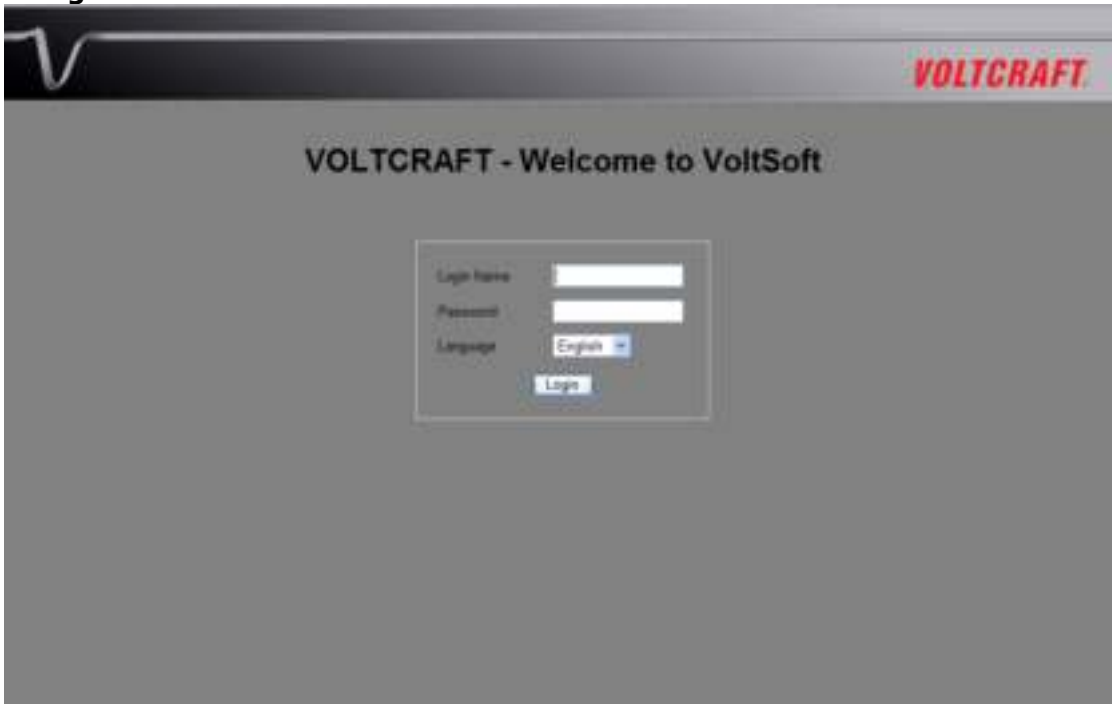 VOLTCRAFT
VOLTCRAFT - Welcome to VoltSoft
Login Name
Password
Language English
Login